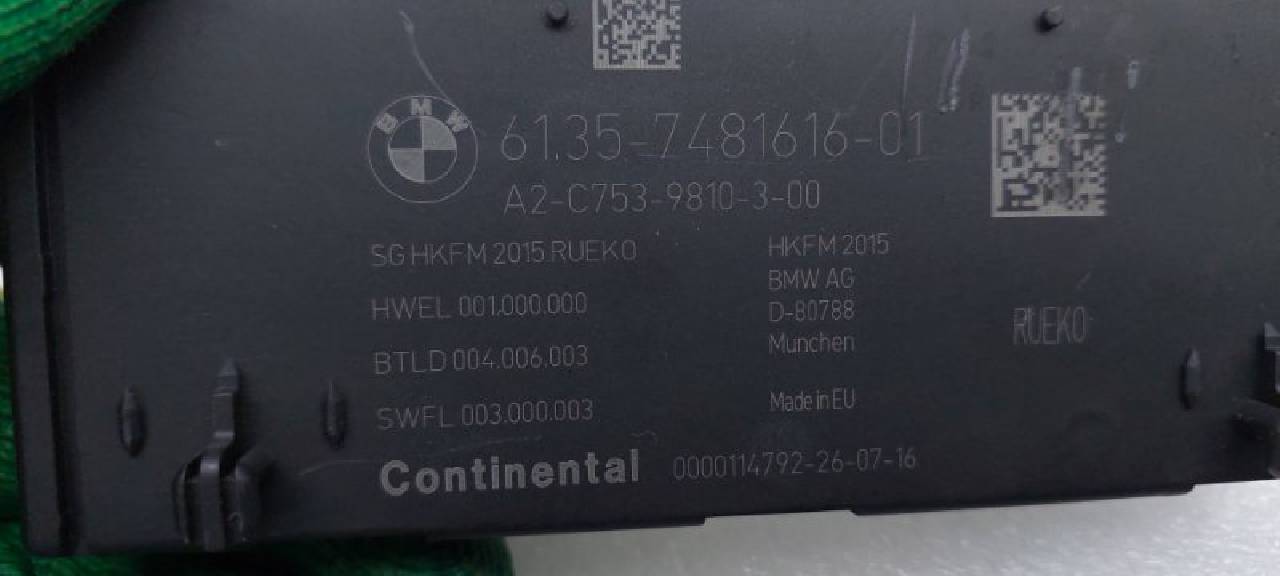 BMW
61.35-7481616-01
A2-C753-9810-3-00
SG HKFM 2015 RUEKO
HWEL 001.000.000
BTLD 004.006.003
SWFL 003.000.003
HKFM 2015
BMW AG
D-80788
Munchen
Made in EU
RUEKO
Continental 0000114792-26-07-16